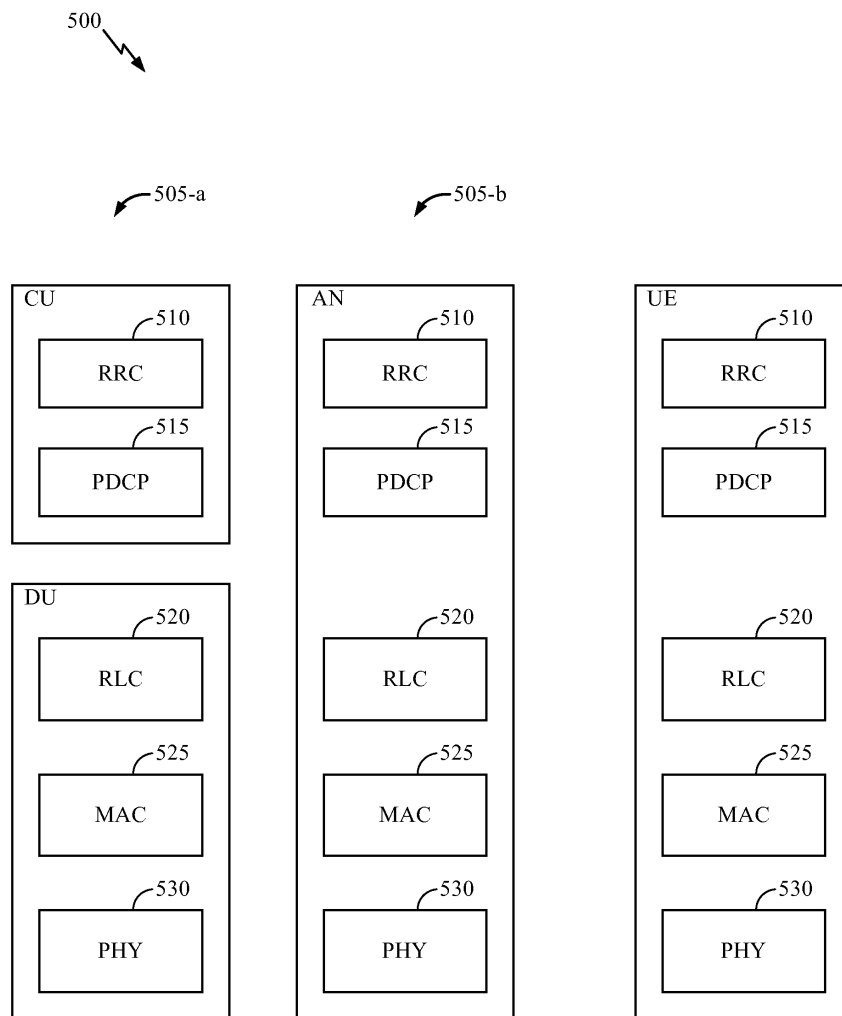 500
505-a 505-b
CU AN UE
510 510 510
RRC RRC RRC
515 515 515
PDCP PDCP PDCP
DU
520 520 520
RLC RLC RLC
525 525 525
MAC MAC MAC
530 530 530
PHY PHY PHY